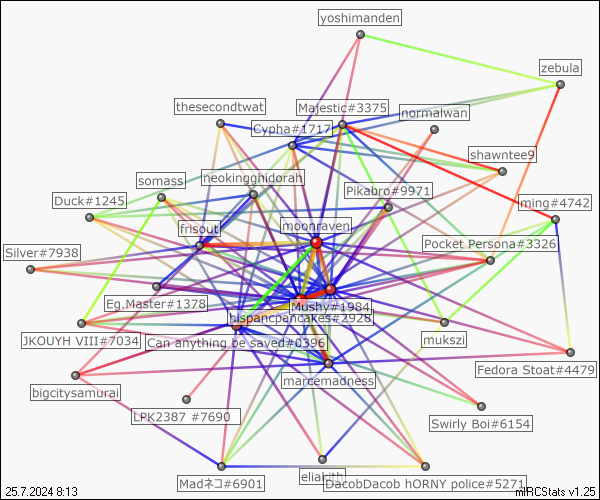 yoshimanden
zebula
thesecondtwat
Majestic#3375
normalwan
Cypha#1717
shawntee9
neokingghidorah
somass
Pikabro#9971
Duck#1245
ming#4742
frisout
moonraven
Pocket Persona#3326
Silver#7938
Eg.Master#1378
Mushy#1984
hispancpancakes#2928
JKOUYH VIII#7034
Can anything be saved#0396
mukszi
Fedora Stoat#4479
marcemadness
bigcitysamurai
LPK2387 #7690
Swirly Boi#6154
Madネコ#6901
eliahith
DacobDacob hORNY police#5271
25.7.2024 8:13
mIRCStats v1.25